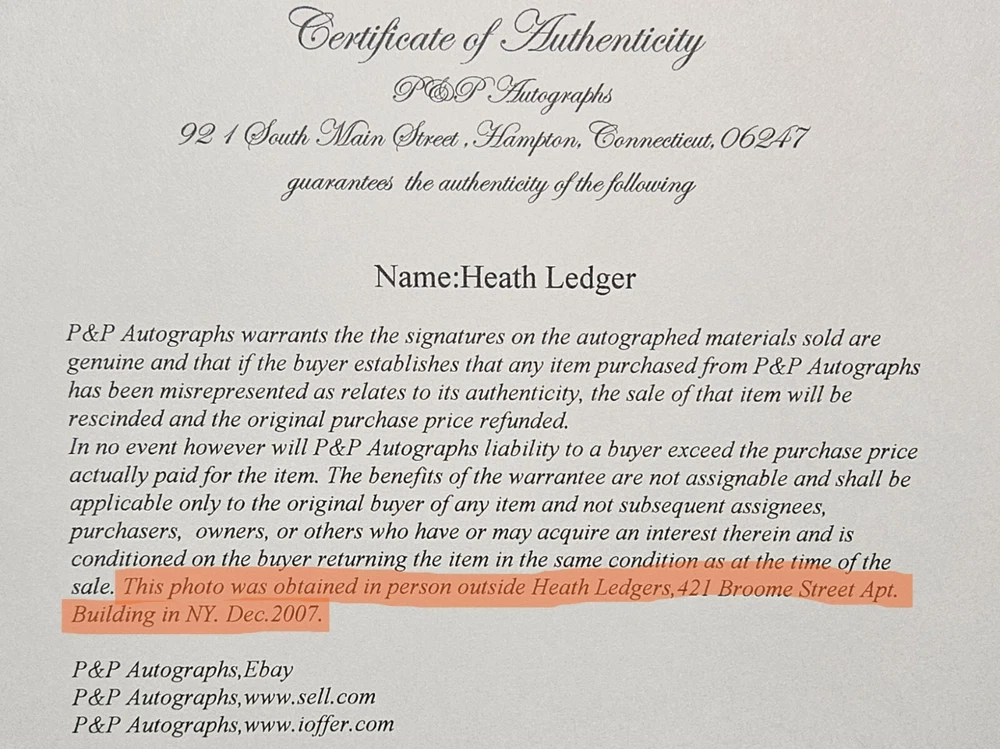 Certificate of Authenticity
P&P Autographs
92 1 South Main Street , Hampton, Connecticut, 06247
guarantees the authenticity of the following
Name:Heath Ledger
P&P Autographs warrants the the signatures on the autographed materials sold are
genuine and that if the buyer establishes that any item purchased from P&P Autographs
has been misrepresented as relates to its authenticity, the sale of that item will be
rescinded and the original purchase price refunded.
In no event however will P&P Autographs liability to a buyer exceed the purchase price
actually paid for the item. The benefits of the warrantee are not assignable and shall be
applicable only to the original buyer of any item and not subsequent assignees,
purchasers, owners, or others who have or may acquire an interest therein and is
conditioned on the buyer returning the item in the same condition as at the time of the
sale. This photo was obtained in person outside Heath Ledgers,421 Broome Street Apt.
Building in NY. Dec.2007.
P&P Autographs,Ebay
P&P Autographs,www.sell.com
P&P Autographs,www.ioffer.com